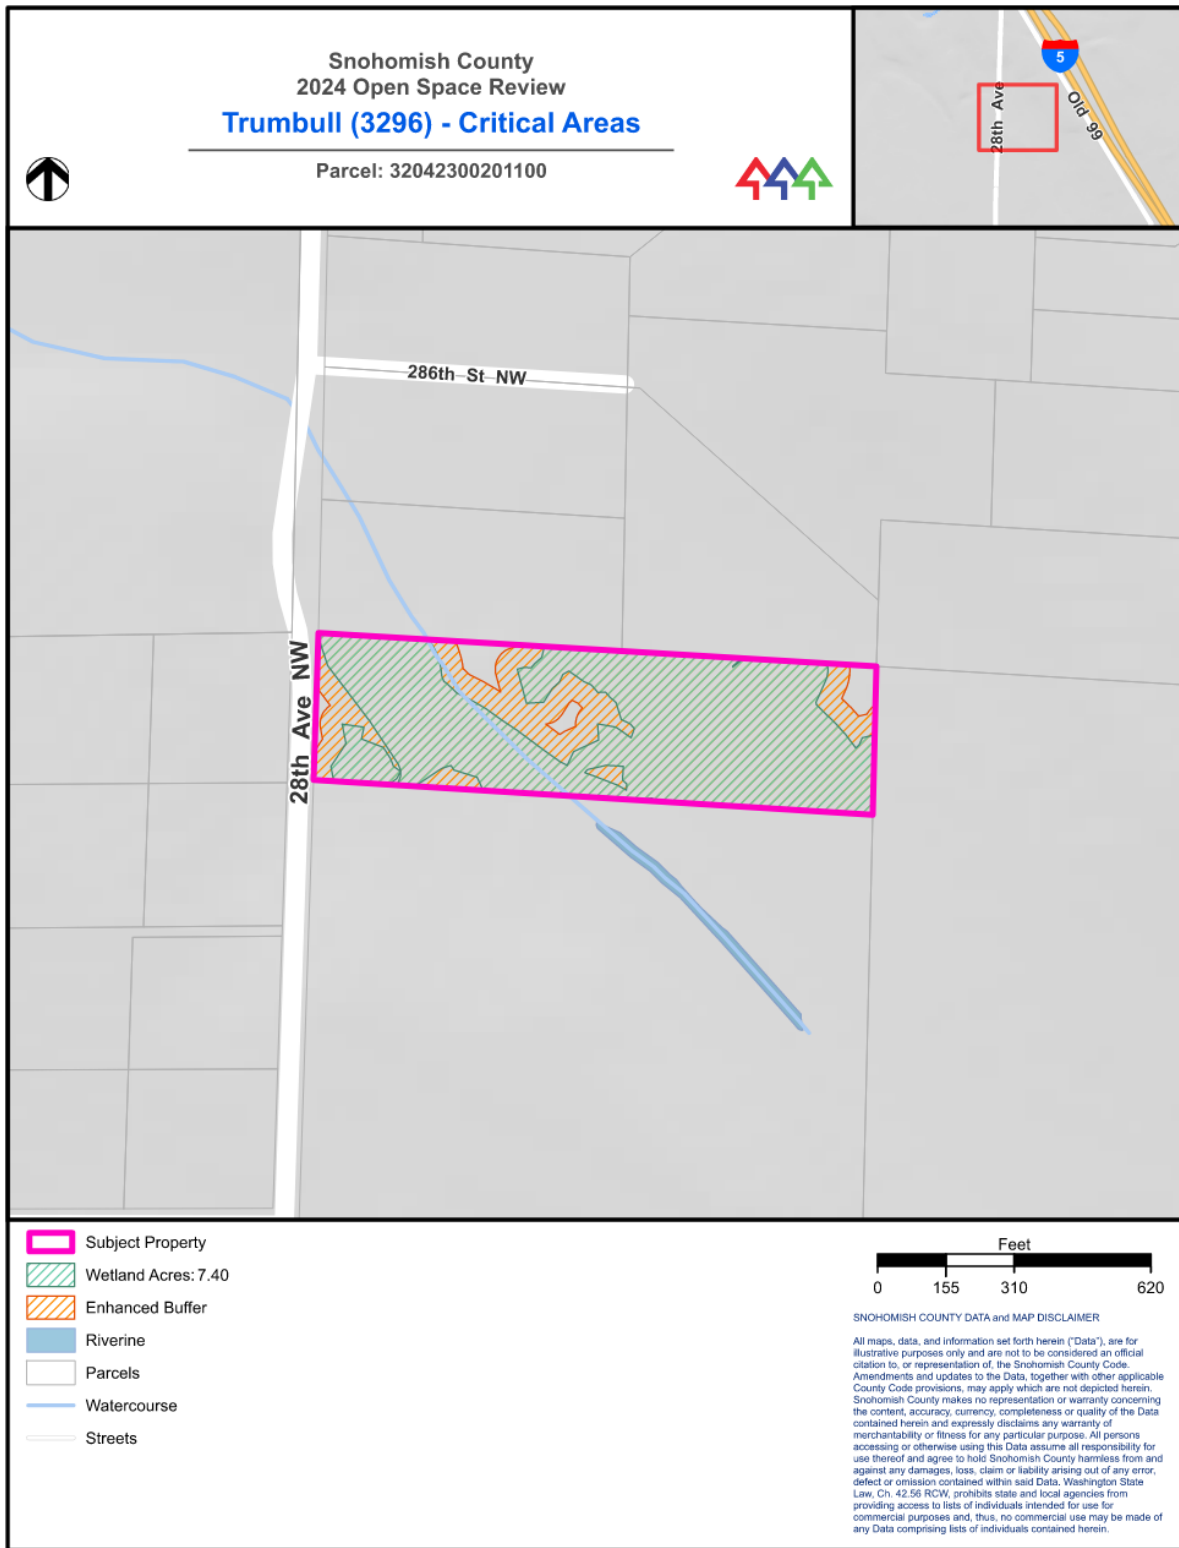 Snohomish County
2024 Open Space Review
Trumbull (3296) - Critical Areas
Parcel: 32042300201100
5
28th Ave
Old 99
286th St NW
28th Ave NW
Subject Property
Wetland Acres: 7.40
Enhanced Buffer
Riverine
Parcels
Watercourse
Streets
Feet
0 155 310 620
SNOHOMISH COUNTY DATA and MAP DISCLAIMER
All maps, data, and information set forth herein ("Data"), are for
illustrative purposes only and are not to be considered an official
citation to, or representation of, the Snohomish County Code.
Amendments and updates to the Data, together with other applicable
County Code provisions, may apply which are not depicted herein.
Snohomish County makes no representation or warranty concerning
the content, accuracy, currency, completeness or quality of the Data
contained herein and expressly disclaims any warranty of
merchantability or fitness for any particular purpose. All persons
accessing or otherwise using this Data assume all responsibility for
use thereof and agree to hold Snohomish County harmless from and
against any damages, loss, claim or liability arising out of any error,
defect or omission contained within said Data. Washington State
Law, Ch. 42.56 RCW, prohibits state and local agencies from
providing access to lists of individuals intended for use for
commercial purposes and, thus, no commercial use may be made of
any Data comprising lists of individuals contained herein.